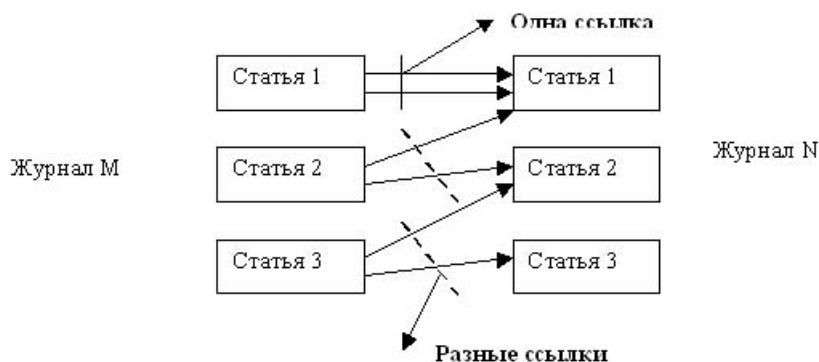 Одна ссылка
Статья 1
Статья 1
Журнал М
Статья 2
Статья 2
Журнал N
Статья 3
Статья 3
Разные ссылки